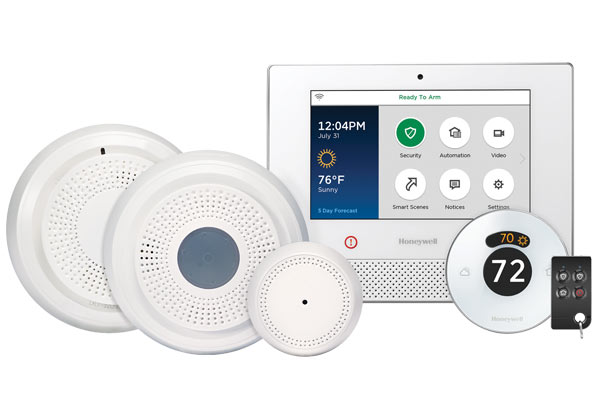 Ready To Arm
12:04PM
July 31
76°F
Sunny
5 Day Forecast
Security
Automation
Video
Smart Scenes
Notices
Settings
Honeywell
70
72
Honeywell